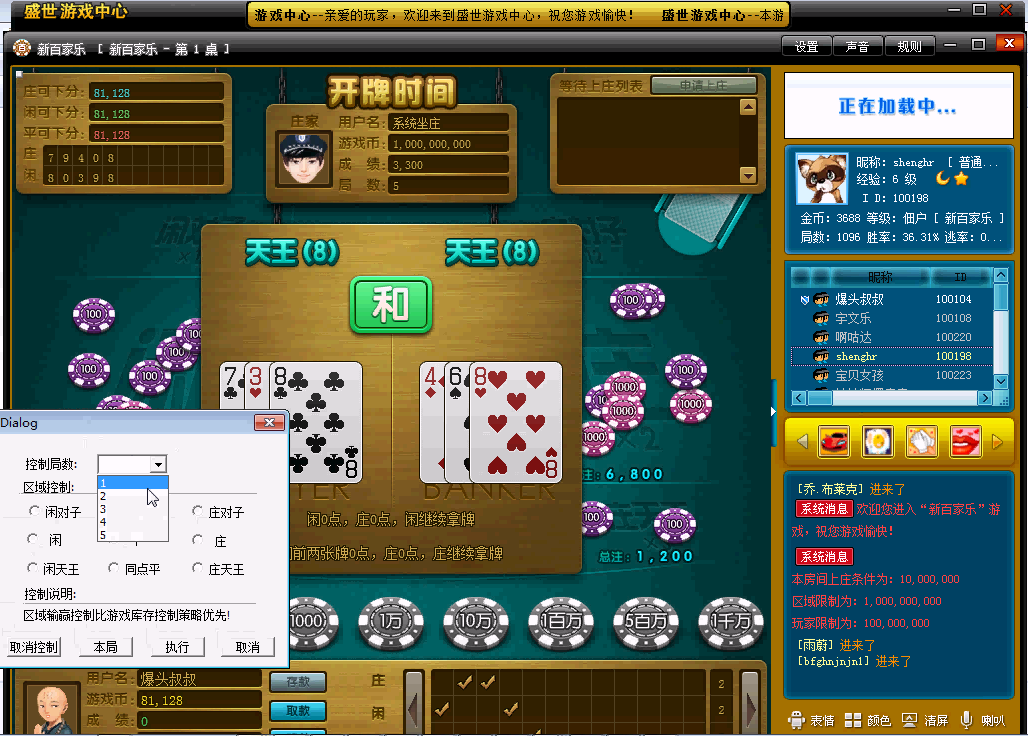 盛世游戏中心
游戏中心--亲爱的玩家，欢迎来到盛世游戏中心，祝您游戏愉快！ 盛世游戏中心--本游
新百家乐 [ 新百家乐 - 第 1 桌 ]
设置 声音 规则
庄可下分： 81,128
闲可下分： 81,128
平可下分： 81,128
庄 7 9 4 0 8
闲 8 0 3 9 8
开牌时间
庄家
用户名： 系统坐庄
游戏币： 1,000,000,000
成 绩： 3,300
局 数： 5
等待上庄列表 申请上庄
正在加载中...
昵称：shenghr [ 普通...
经验：6 级
I D：100198
金币：3688 等级：佃户 [ 新百家乐 ]
局数：1096 胜率：36.31% 逃率：0...
昵称 ID
爆头叔叔 100104
宇文乐 100108
啊咕达 100220
shenghr 100198
宝贝女孩 100223
天王(8) 天王(8)
和
7 3 8 8
4 6 8 8
100
100
100
100
100
100
100
1000
1000
1000
1000
100
100
注：6,800
BANKER
闲0点，庄0点，闲继续拿牌
前两张牌0点，庄0点，庄继续拿牌
总注：1,200
1000 1万 10万 1百万 5百万 1千万
Dialog
控制局数：
1
2
3
4
5
区域控制：
闲对子 庄对子
闲 庄
闲天王 同点平 庄天王
控制说明：
区域输赢控制比游戏库存控制策略优先!
取消控制 本局 执行 取消
用户名： 爆头叔叔
游戏币： 81,128
成 绩： 0
存款
取款
庄 2
闲 2
[乔.布莱克] 进来了
系统消息 欢迎您进入“新百家乐”游
戏，祝您游戏愉快！
系统消息
本房间上庄条件为：10,000,000
区域限制为：1,000,000,000
玩家限制为：100,000,000
[雨蔚] 进来了
[bfghnjnjnl] 进来了
表情 颜色 清屏 喇叭